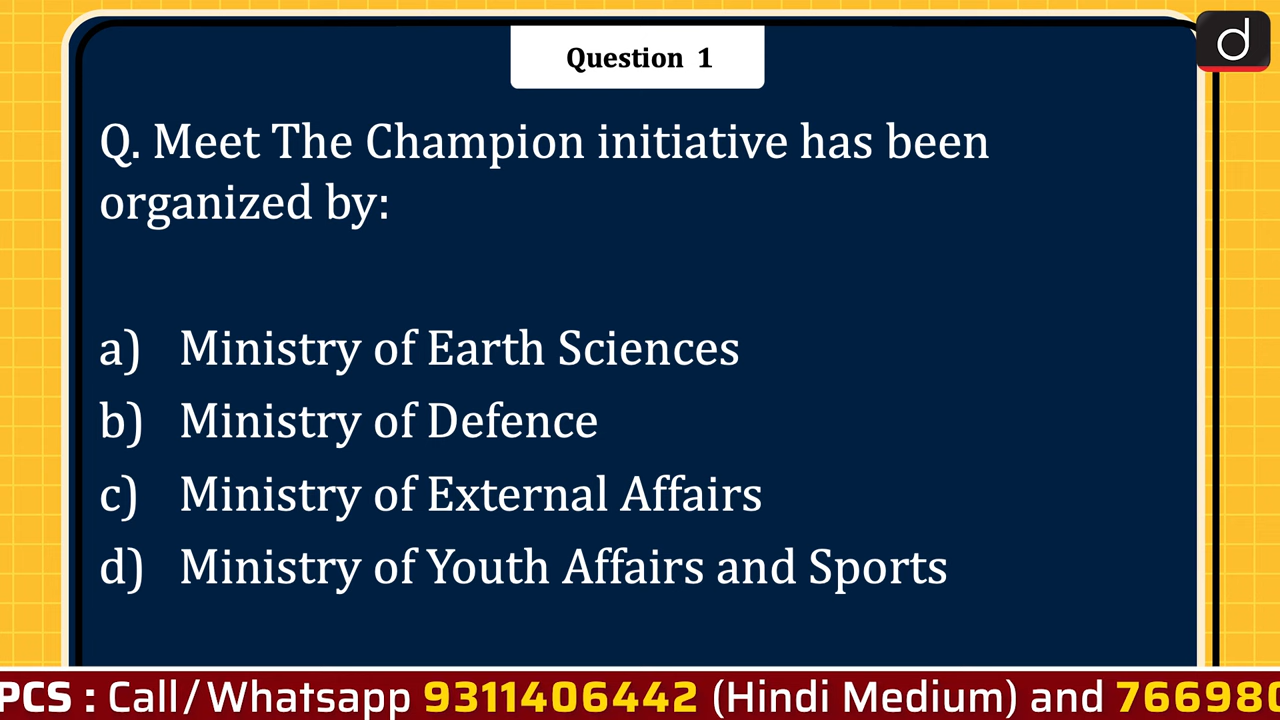 Question 1
d
Q. Meet The Champion initiative has been
organized by:
a) Ministry of Earth Sciences
b) Ministry of Defence
c) Ministry of External Affairs
d) Ministry of Youth Affairs and Sports
PCS : Call/Whatsapp 9311406442 (Hindi Medium) and 766980